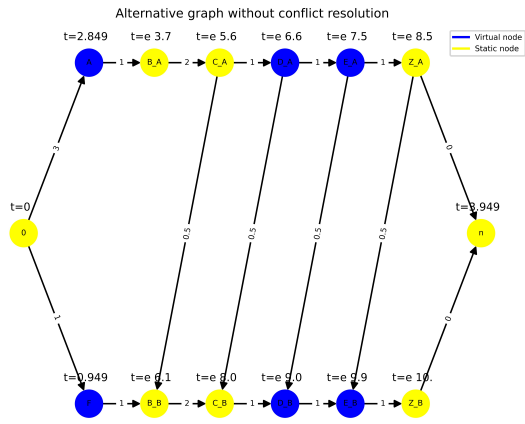 Alternative graph without conflict resolution
Virtual node
Static node
t=2.849 t=e 3.7 t=e 5.6 t=e 6.6 t=e 7.5 t=e 8.5
1 B_A 2 C_A 1 D_A 1 1 Z_A
3 0
t=0 t=3.949
0 0.5 0.5 0.5 0.5 n
1 0
t=0.949 t=e 6.1 t=e 8.0 t=e 9.0 t=e 9.9 t=e 10.
1 B_B 2 C_B 1 D_B 1 1 Z_B